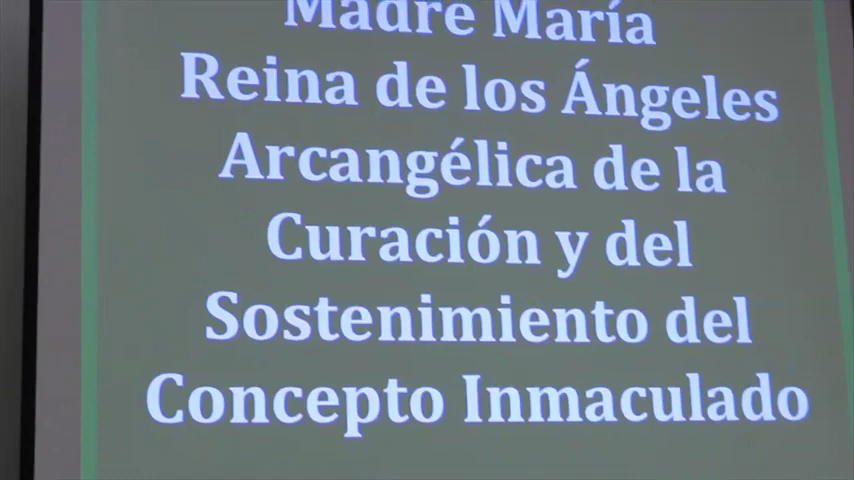 Madre María
Reina de los Ángeles
Arcangélica de la
Curación y del
Sostenimiento del
Concepto Inmaculado